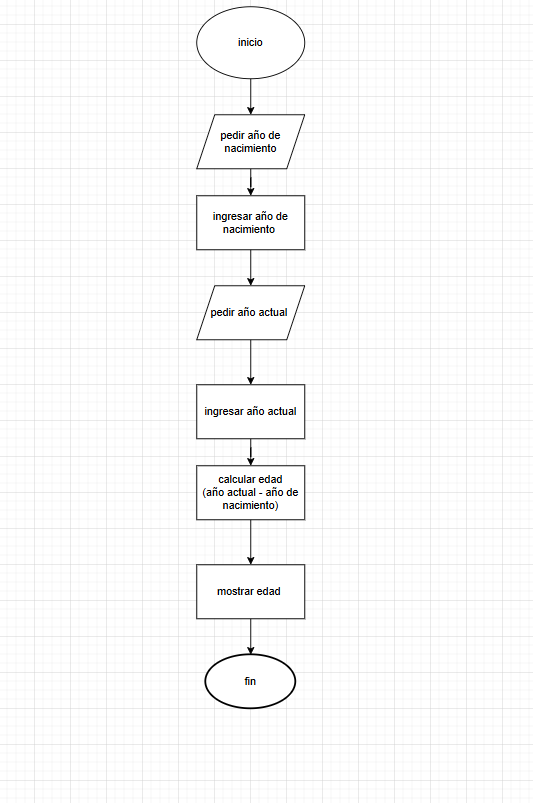 inicio
pedir año de
nacimiento
ingresar año de
nacimiento
pedir año actual
ingresar año actual
calcular edad
(año actual - año de
nacimiento)
mostrar edad
fin